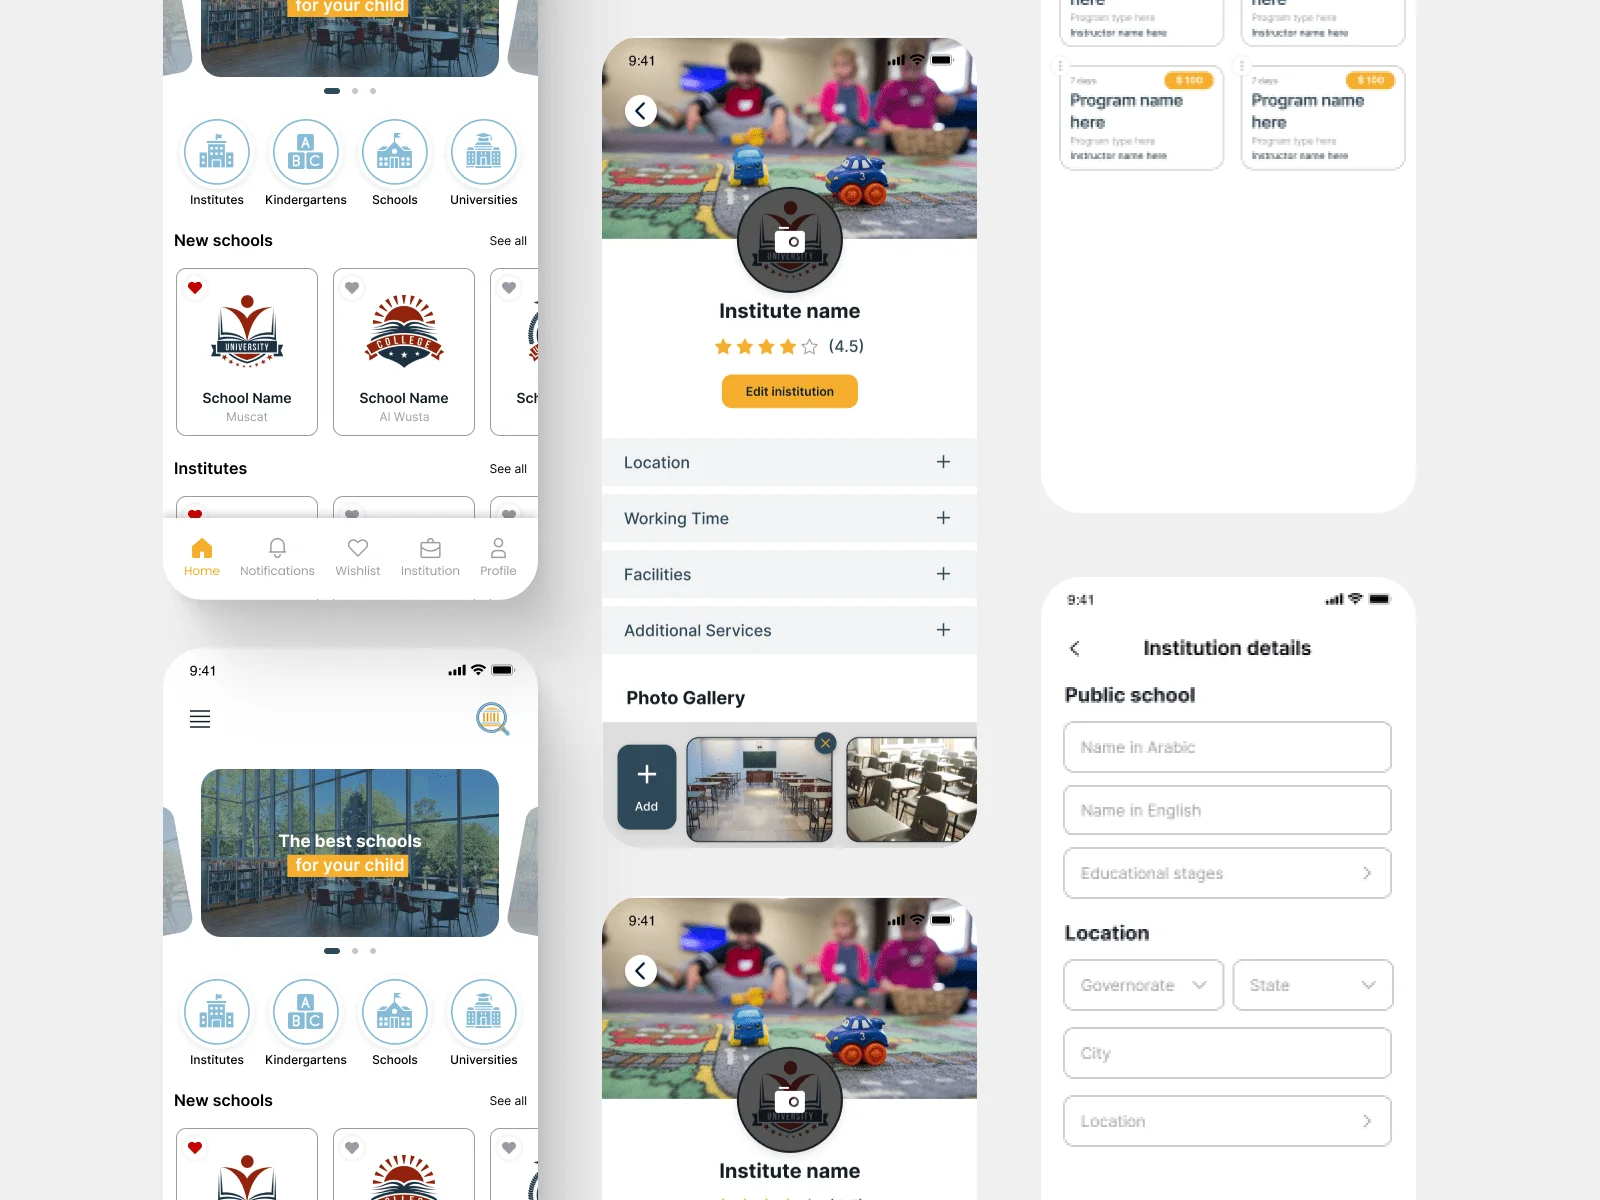 for your child
Institutes
Kindergartens
Schools
Universities
New schools
See all
UNIVERSITY
School Name
Muscat
COLLEGE
School Name
Al Wusta
Sch
Institutes
See all
Home
Notifications
Wishlist
Institution
Profile
9:41
The best schools
for your child
A
B C
Institutes
Kindergartens
Schools
Universities
New schools
See all
9:41
3
UNIVERSITY
Institute name
(4.5)
Edit inistitution
Location
Working Time
Facilities
Additional Services
Photo Gallery
Add
9:41
3
UNIVERSITY
Institute name
here
Program type here
Instructor name here
here
Program type here
Instructor name here
7 days
$ 100
Program name
here
Program type here
Instructor name here
7 days
$ 100
Program name
here
Program type here
Instructor name here
9:41
Institution details
Public school
Name in Arabic
Name in English
Educational stages
Location
Governorate
State
City
Location